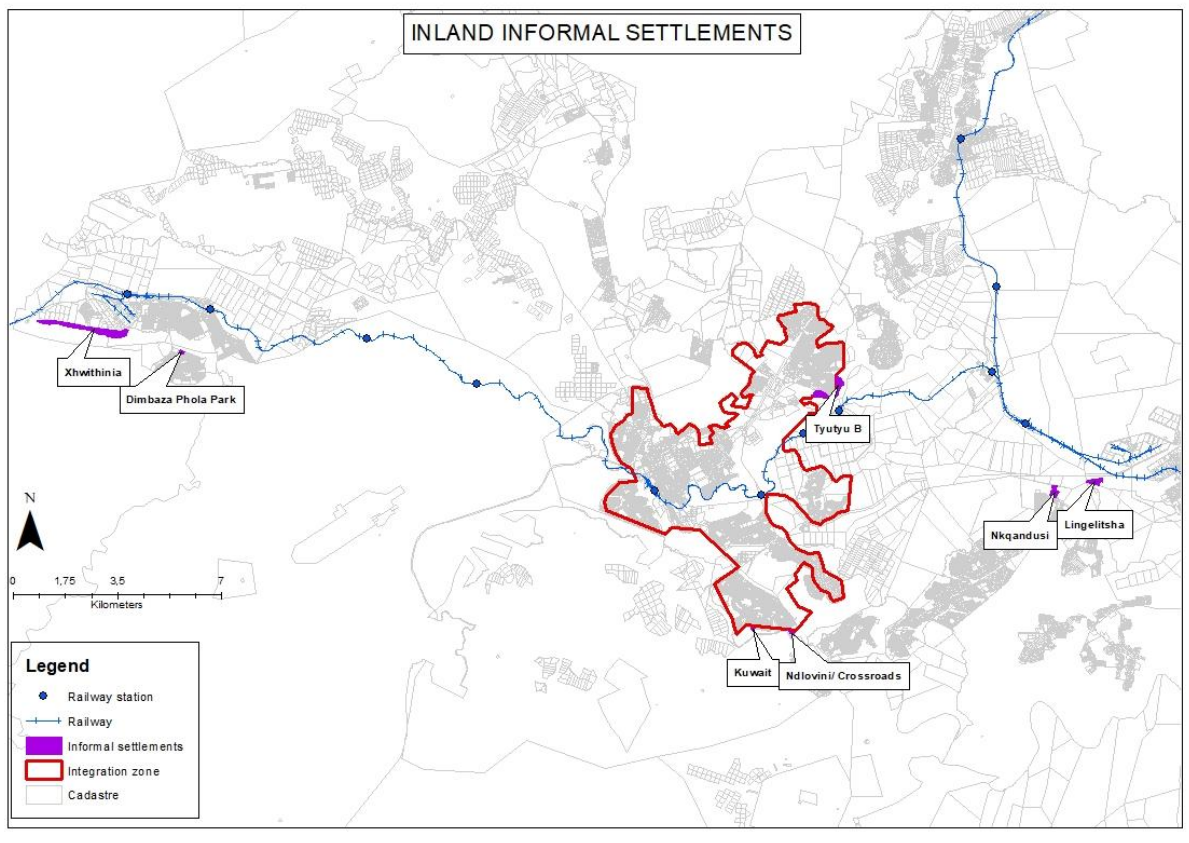 INLAND INFORMAL SETTLEMENTS
Xhwithinia
Dimbaza Phola Park
Tyutyu B
Nkqandusi
Lingelitsha
Kuwait
Ndlovini/ Crossroads
N
0 1,75 3,5 7
Kilometers
Legend
Railway station
Railway
Informal settlements
Integration zone
Cadastre